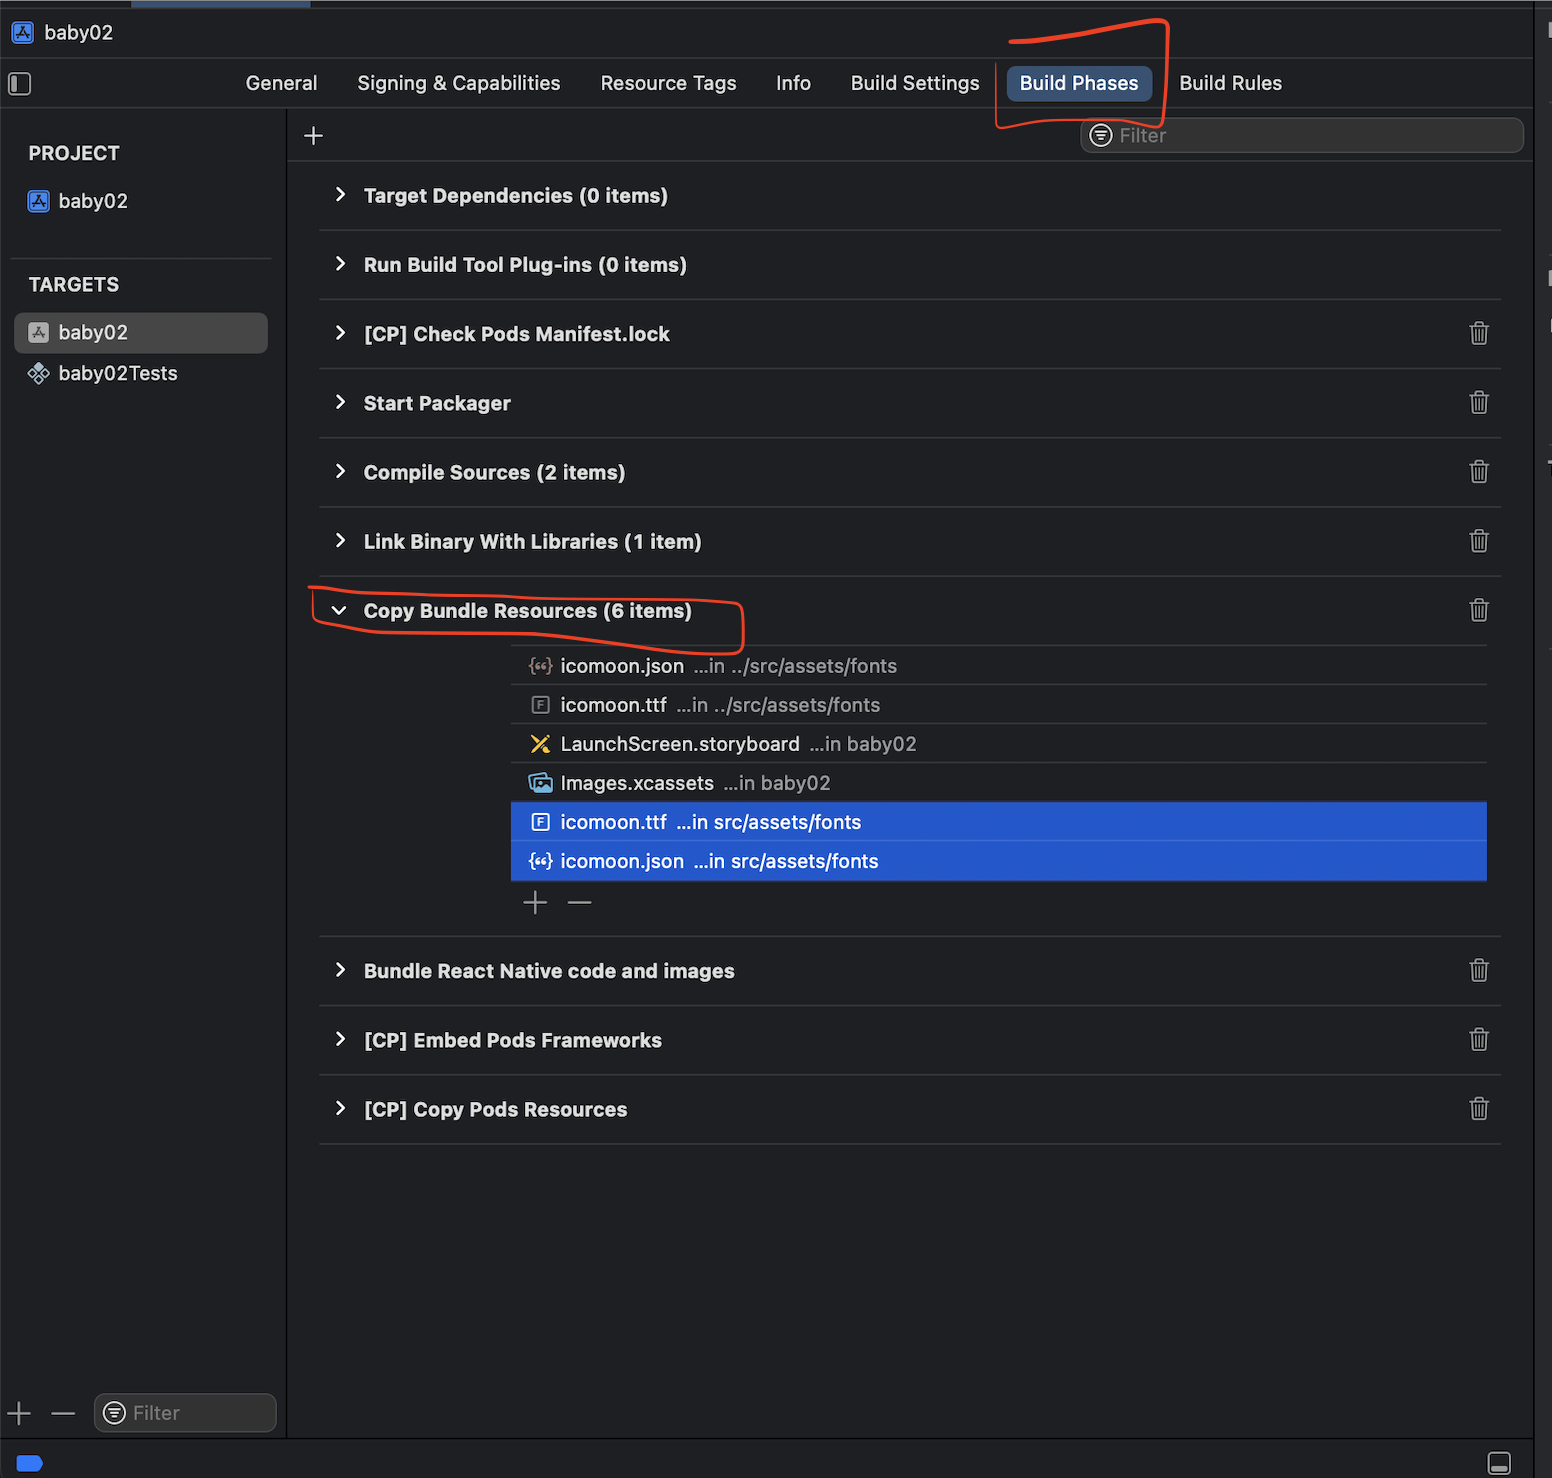 baby02
General Signing & Capabilities Resource Tags Info Build Settings Build Phases Build Rules
Filter
PROJECT
baby02
TARGETS
baby02
baby02Tests
Target Dependencies (0 items)
Run Build Tool Plug-ins (0 items)
[CP] Check Pods Manifest.lock
Start Packager
Compile Sources (2 items)
Link Binary With Libraries (1 item)
Copy Bundle Resources (6 items)
icomoon.json ...in ../src/assets/fonts
icomoon.ttf ...in ../src/assets/fonts
LaunchScreen.storyboard ...in baby02
Images.xcassets ...in baby02
icomoon.ttf ...in src/assets/fonts
icomoon.json ...in src/assets/fonts
Bundle React Native code and images
[CP] Embed Pods Frameworks
[CP] Copy Pods Resources
Filter